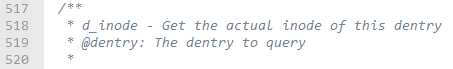 517 /**
518  * d_inode - Get the actual inode of this dentry
519  * @dentry: The dentry to query
520  *